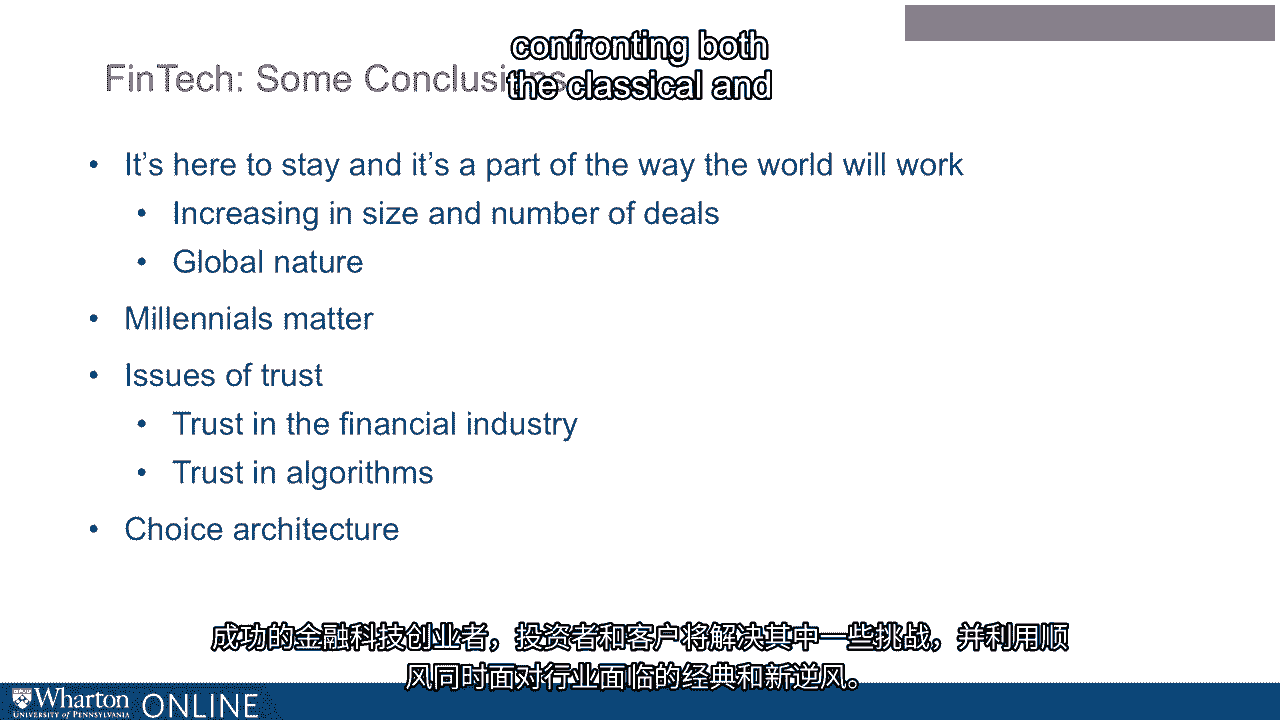 confronting both
the classical and
FinTech: Some Conclusions
• It’s here to stay and it’s a part of the way the world will work
• Increasing in size and number of deals
• Global nature
• Millennials matter
• Issues of trust
• Trust in the financial industry
• Trust in algorithms
• Choice architecture
成功的金融科技创业者，投资者和客户将解决其中一些挑战，并利用顺
风同时面对行业面临的经典和新逆风。
Wharton ONLINE
UNIVERSITY of PENNSYLVANIA